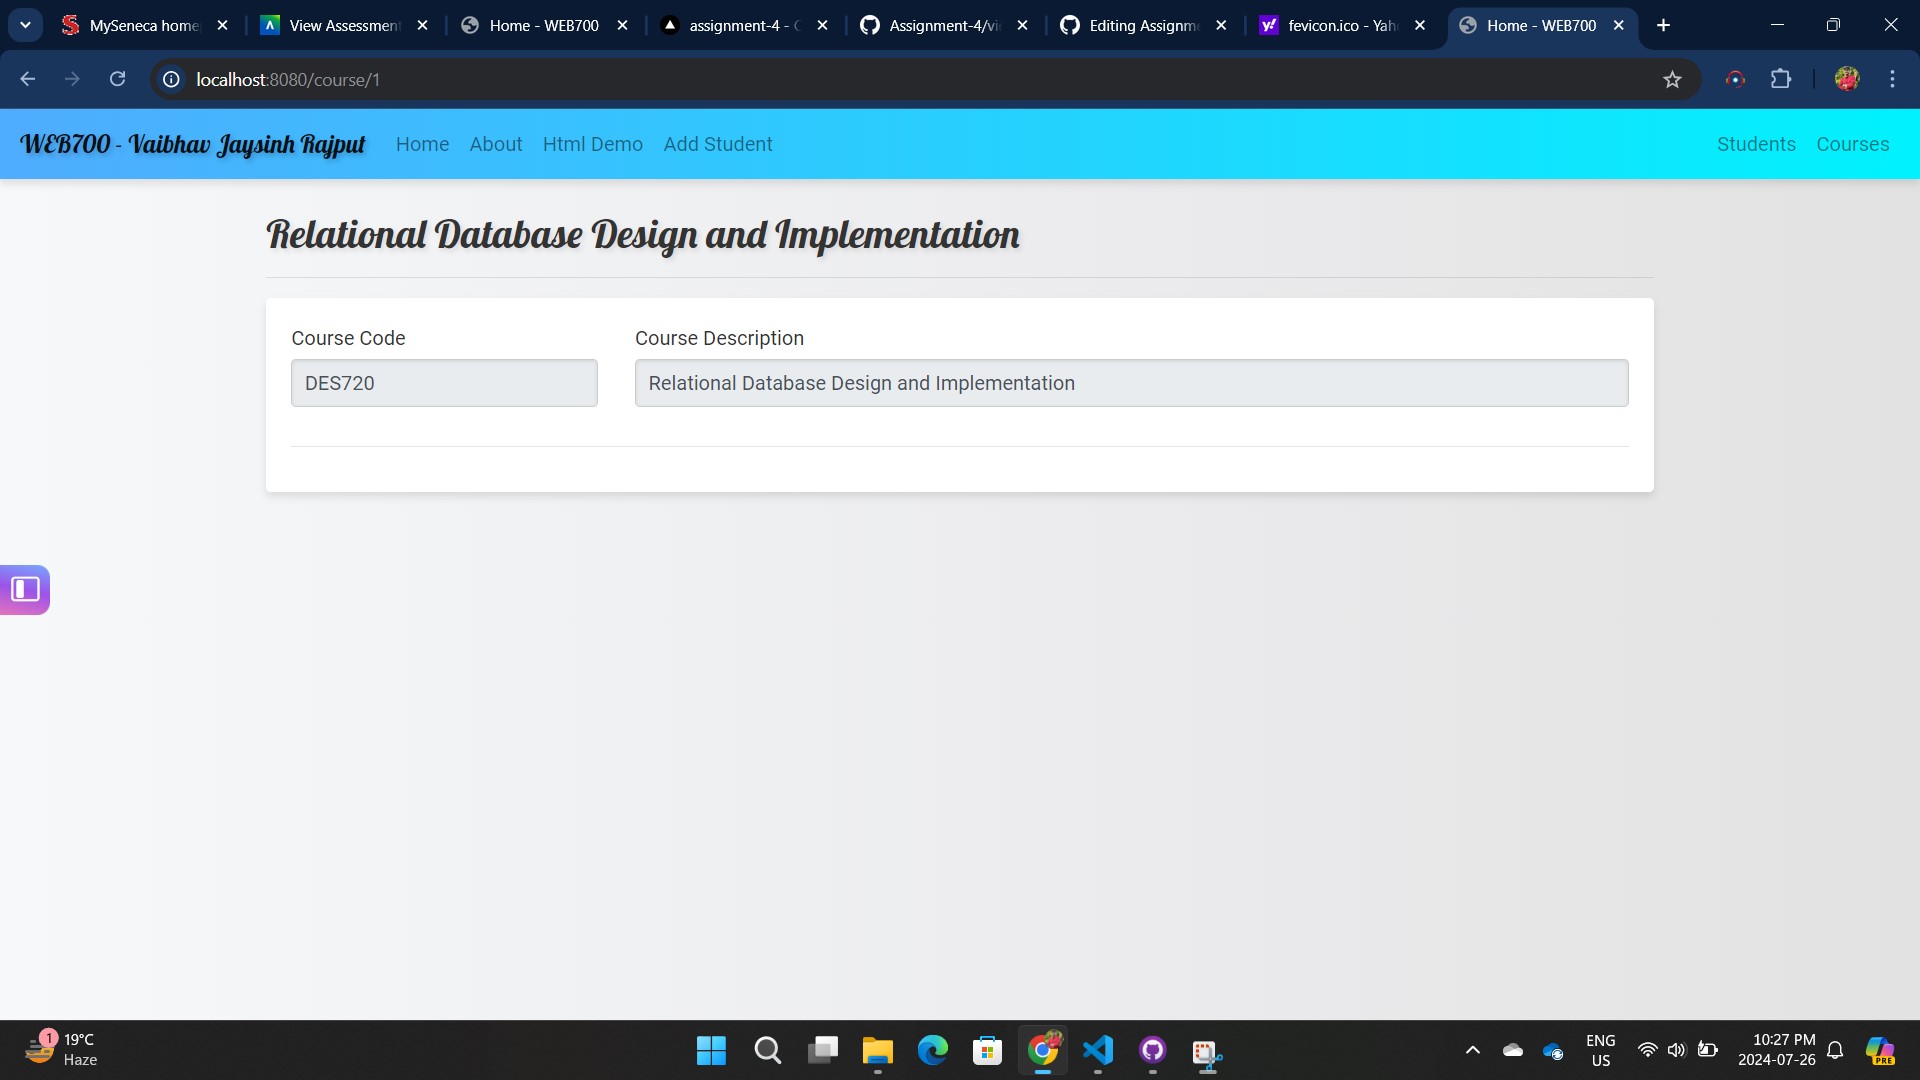 MySeneca home
View Assessment
Home - WEB700
assignment-4 -
Assignment-4/vi
Editing Assignm
fevicon.ico - Yah
Home - WEB700
localhost:8080/course/1
WEB700 - Vaibhav Jaysinh Rajput
Home
About
Html Demo
Add Student
Students
Courses
Relational Database Design and Implementation
Course Code
Course Description
DES720
Relational Database Design and Implementation
1
19°C
Haze
ENG
US
10:27 PM
2024-07-26
PRE